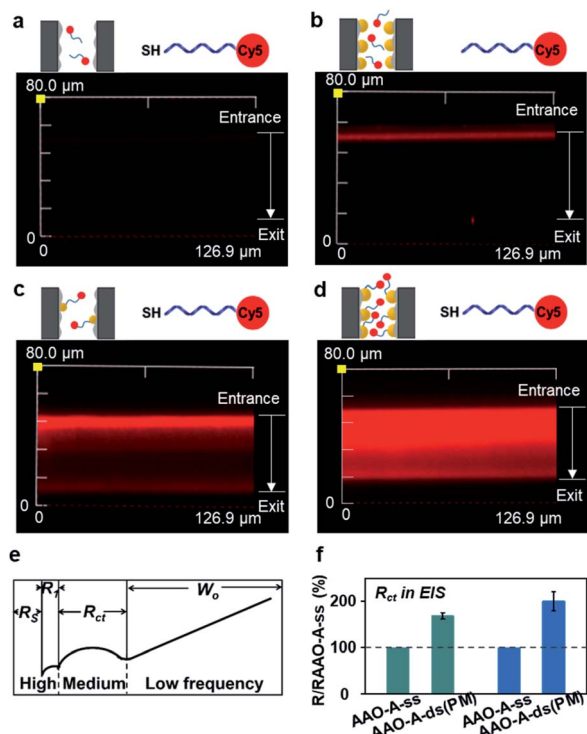 a
SH
Cy5
80.0 µm
Entrance
Exit
0
0
126.9 µm
b
Cy5
80.0 µm
Entrance
Exit
0
0
126.9 µm
c
SH
Cy5
80.0 µm
Entrance
Exit
0
0
126.9 µm
d
SH
Cy5
80.0 µm
Entrance
Exit
0
0
126.9 µm
e
Rs
R1
Rct
Wo
High
Medium
Low frequency
f
Rct in EIS
R/RAAO-A-ss (%)
200
100
0
AAO-A-ss
AAO-A-ds(PM)
AAO-A-ss
AAO-A-ds(PM)